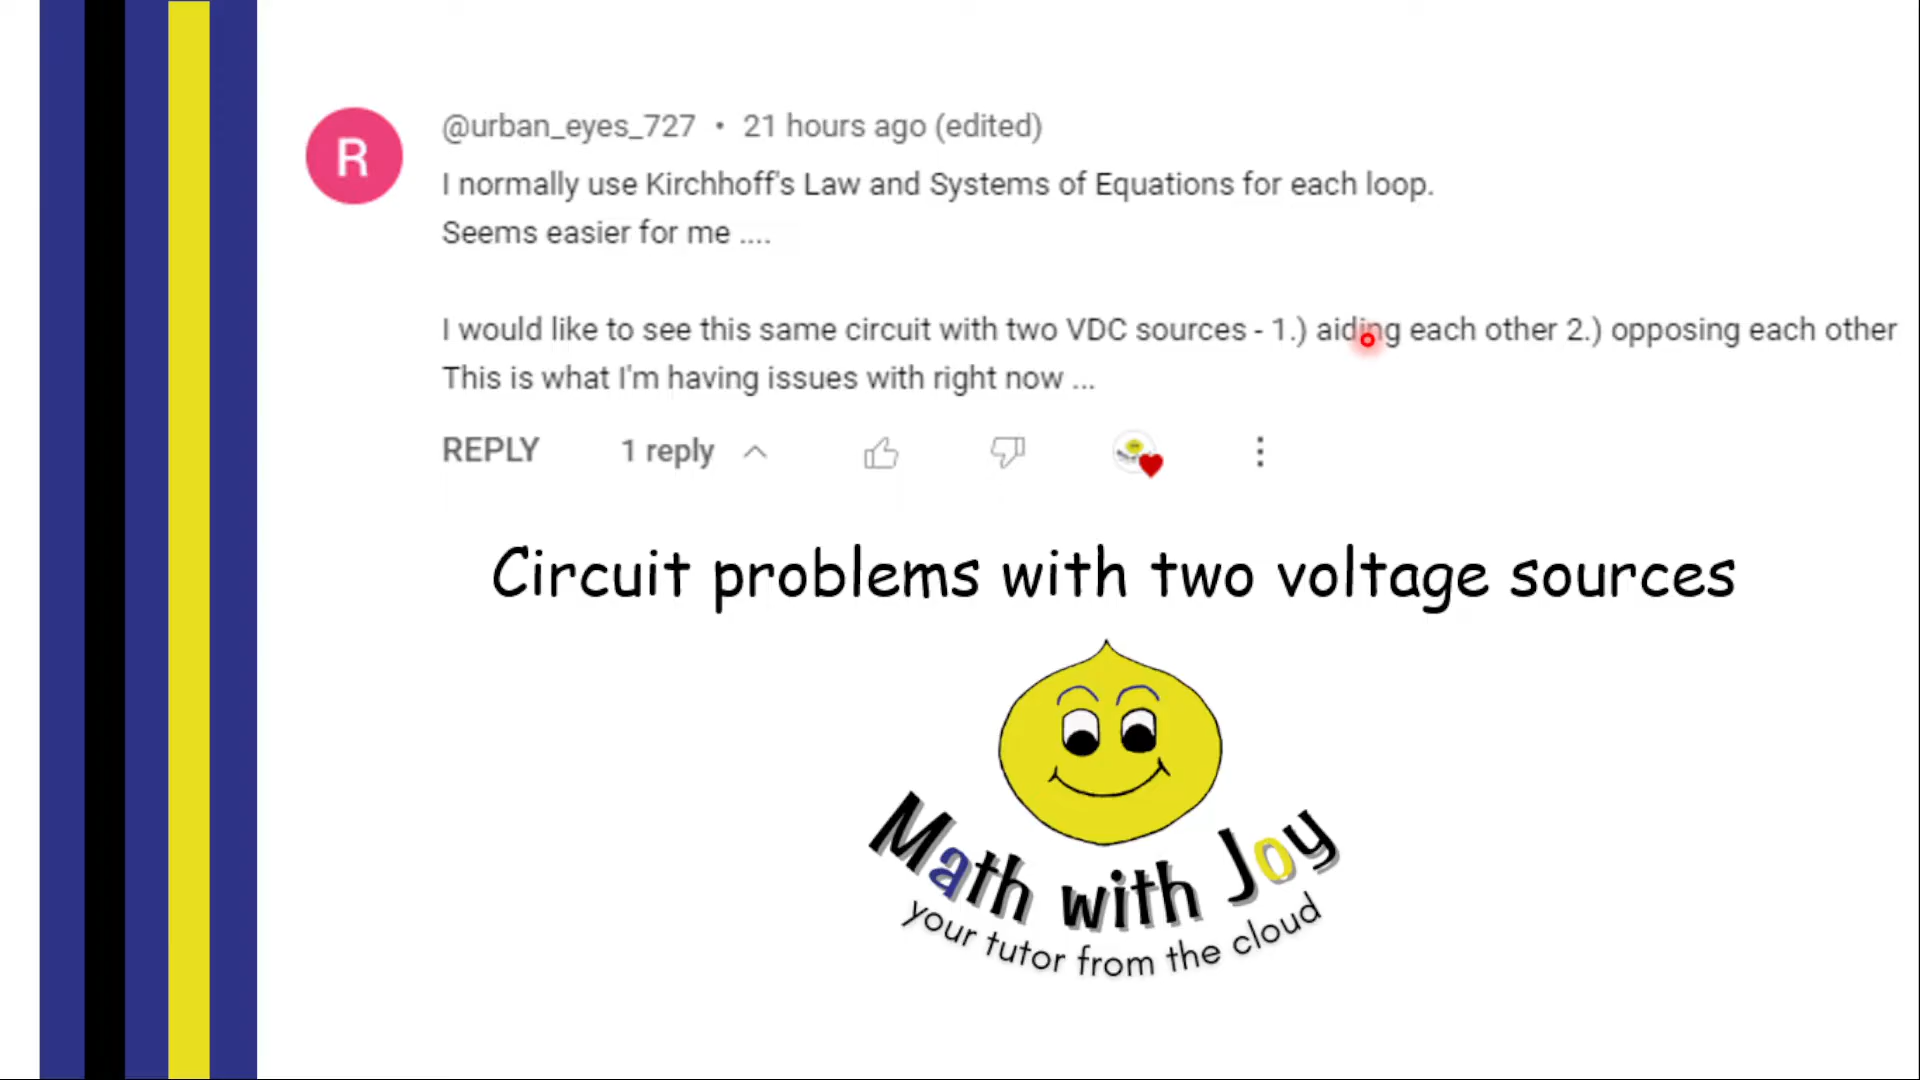 R
@urban_eyes_727 • 21 hours ago (edited)
I normally use Kirchhoff's Law and Systems of Equations for each loop.
Seems easier for me ....
I would like to see this same circuit with two VDC sources - 1.) aiding each other 2.) opposing each other
This is what I'm having issues with right now ...
REPLY 1 reply
Circuit problems with two voltage sources
Math with Joy
your tutor from the cloud